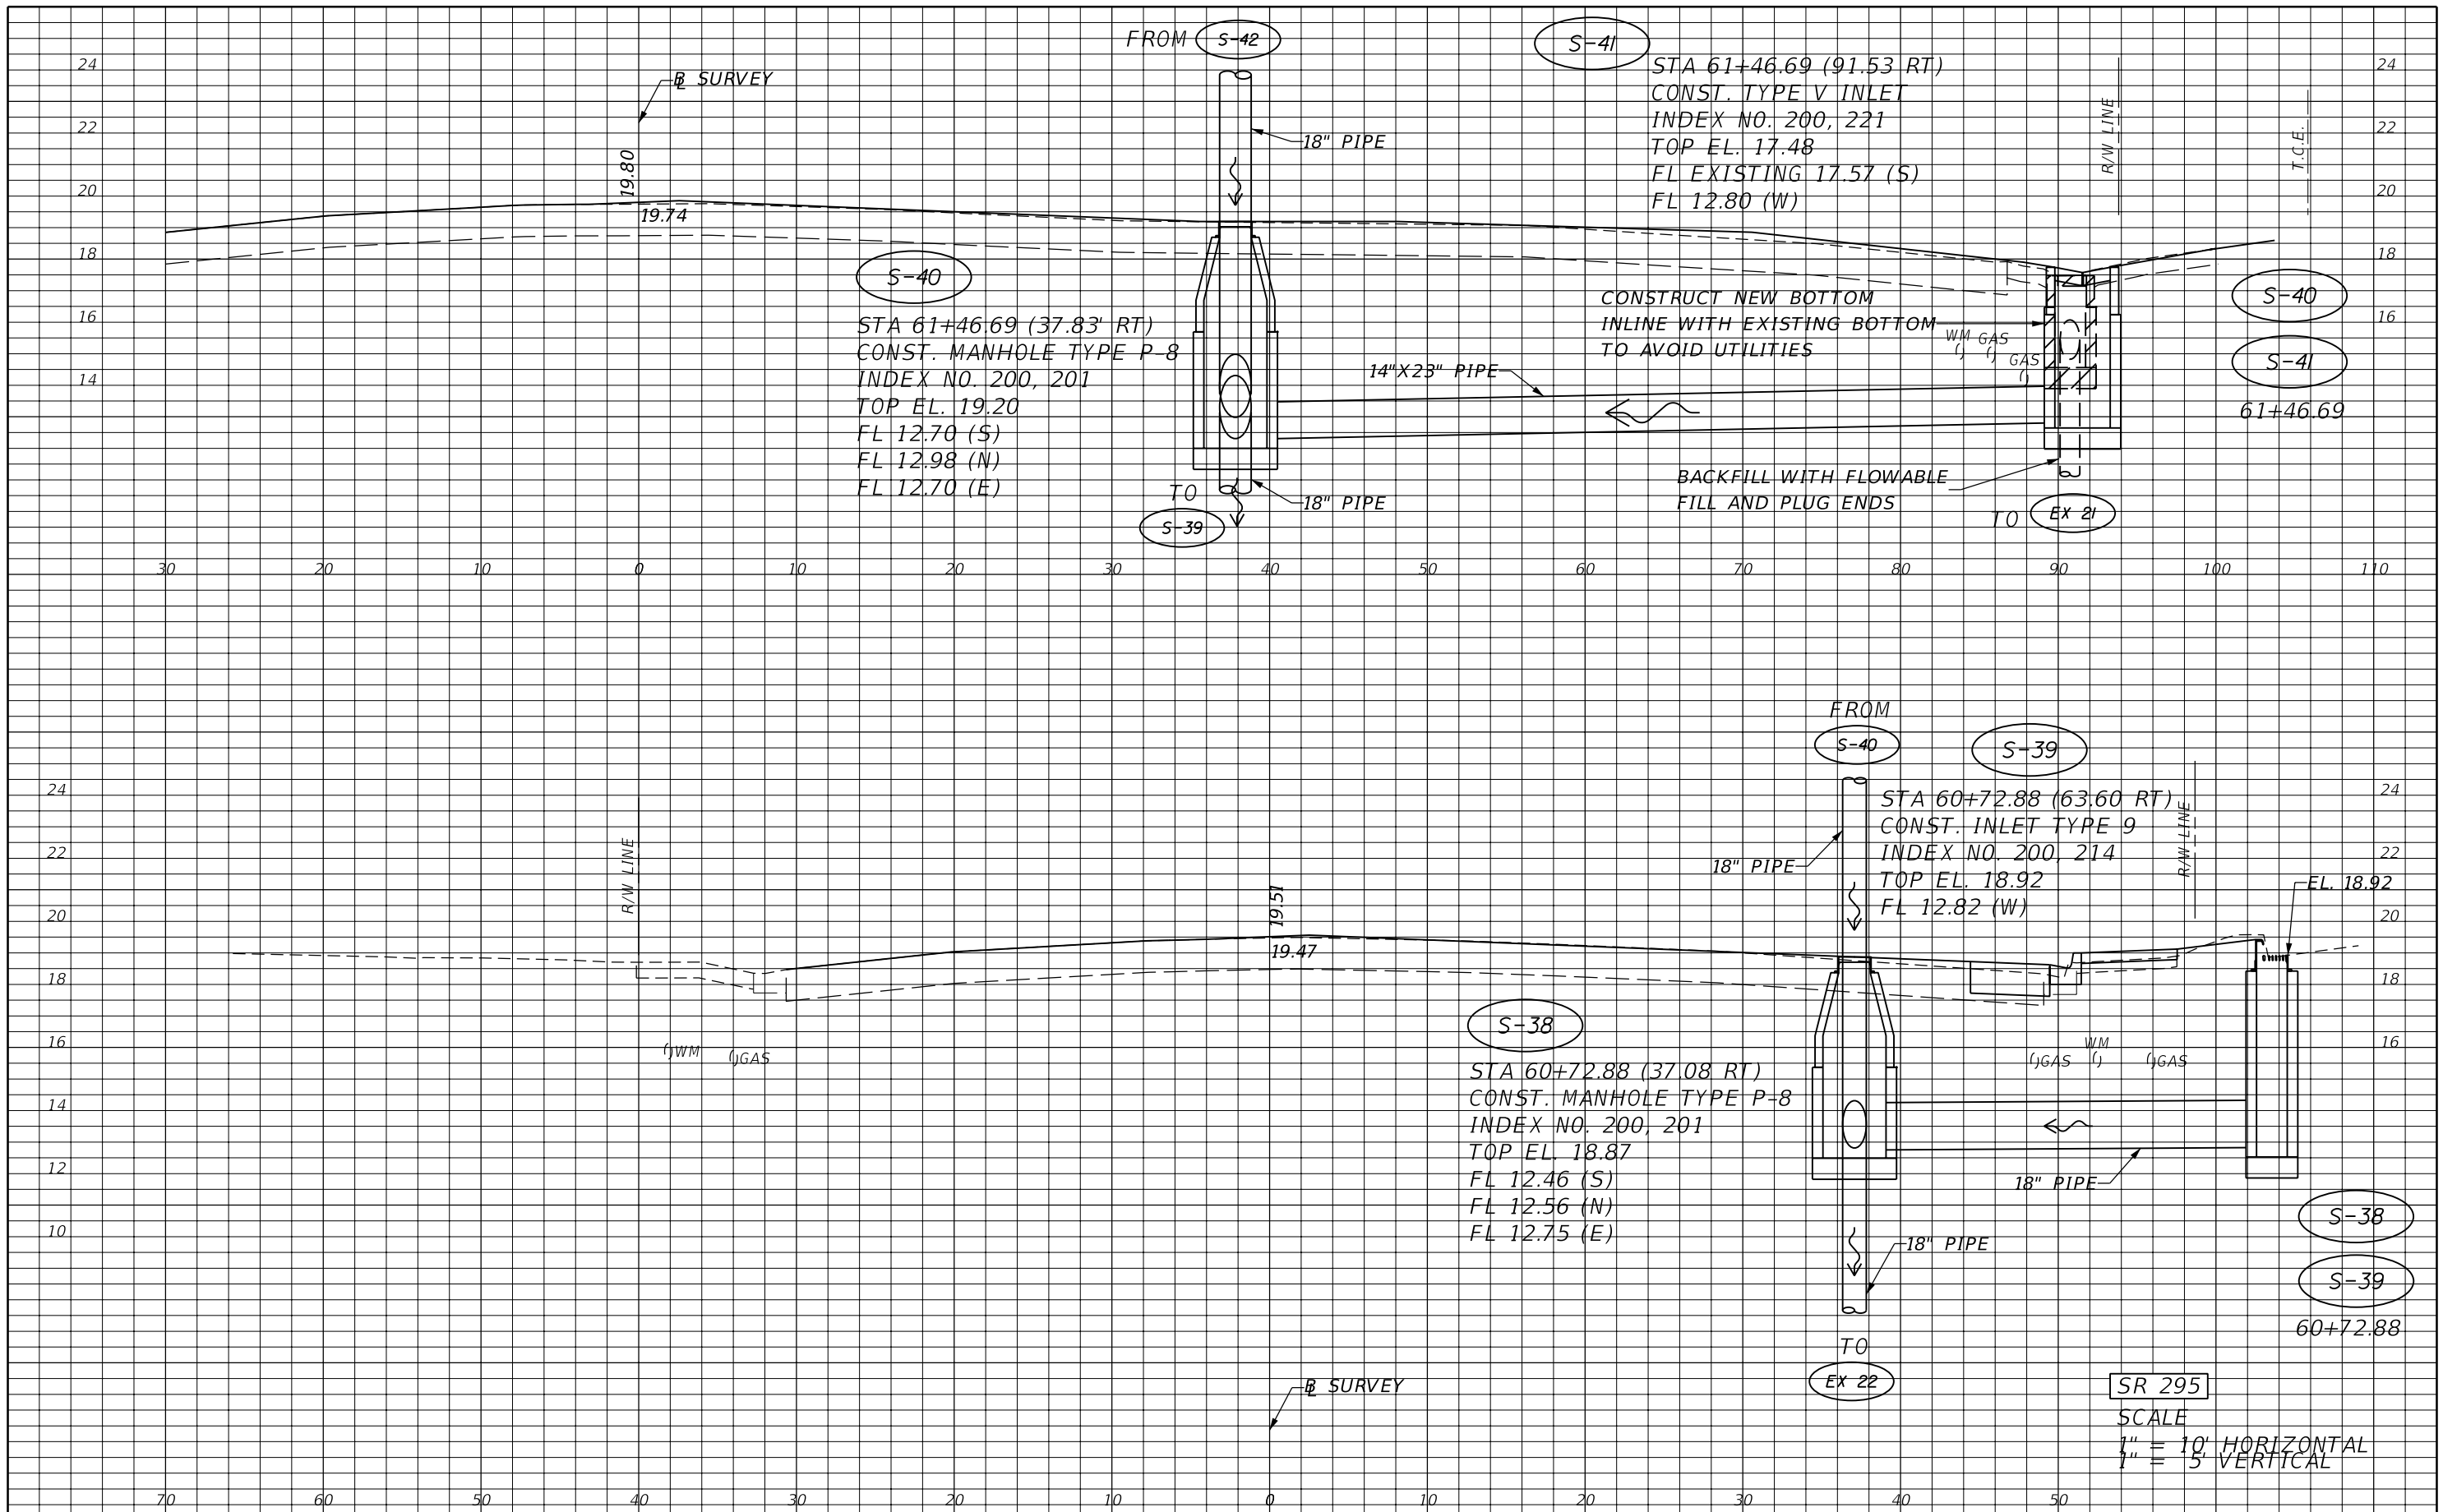 FROM S-42
S-41
STA 61+46.69 (91.53 RT)
CONST. TYPE V INLET
INDEX NO. 200, 221
TOP EL. 17.48
FL EXISTING 17.57 (S)
FL 12.80 (W)
24
22
20
18
16
14
B SURVEY
L
18" PIPE
19.80
19.74
R/W LINE
T.C.E.
24
22
20
18
16
S-40
STA 61+46.69 (37.83' RT)
CONST. MANHOLE TYPE P-8
INDEX NO. 200, 201
TOP EL. 19.20
FL 12.70 (S)
FL 12.98 (N)
FL 12.70 (E)
CONSTRUCT NEW BOTTOM
INLINE WITH EXISTING BOTTOM
TO AVOID UTILITIES
WM GAS
GAS
14"X23" PIPE
S-40
S-41
61+46.69
BACKFILL WITH FLOWABLE
FILL AND PLUG ENDS
TO
S-39
18" PIPE
TO EX 21
30 20 10 0 10 20 30 40 50 60 70 80 90 100 110
FROM
S-40
S-39
STA 60+72.88 (63.60 RT)
CONST. INLET TYPE 9
INDEX NO. 200, 214
TOP EL. 18.92
FL 12.82 (W)
24
22
20
18
16
14
12
10
R/W LINE
18" PIPE
19.51
19.47
R/W LINE
EL. 18.92
24
22
20
18
16
WM
GAS
S-38
STA 60+72.88 (37.08 RT)
CONST. MANHOLE TYPE P-8
INDEX NO. 200, 201
TOP EL. 18.87
FL 12.46 (S)
FL 12.56 (N)
FL 12.75 (E)
GAS
WM
GAS
18" PIPE
18" PIPE
S-38
S-39
60+72.88
TO
EX 22
B SURVEY
L
SR 295
SCALE
1" = 10' HORIZONTAL
1" = 5' VERTICAL
70 60 50 40 30 20 10 0 10 20 30 40 50